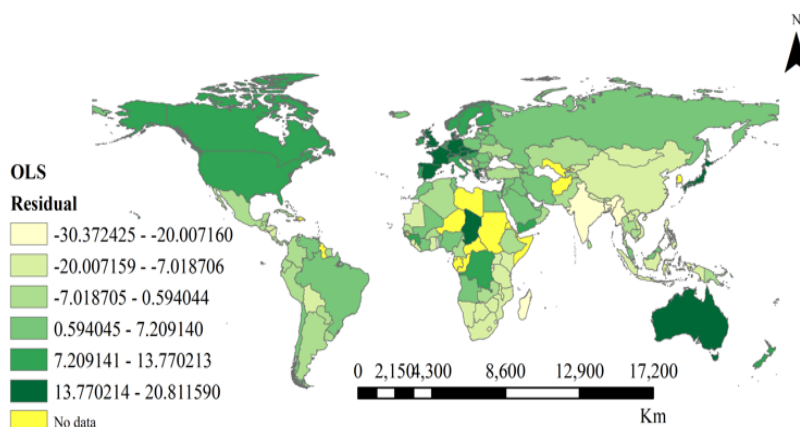 N
OLS
Residual
-30.372425 - -20.007160
-20.007159 - -7.018706
-7.018705 - 0.594044
0.594045 - 7.209140
7.209141 - 13.770213
13.770214 - 20.811590
No data
0 2,150 4,300 8,600 12,900 17,200
Km